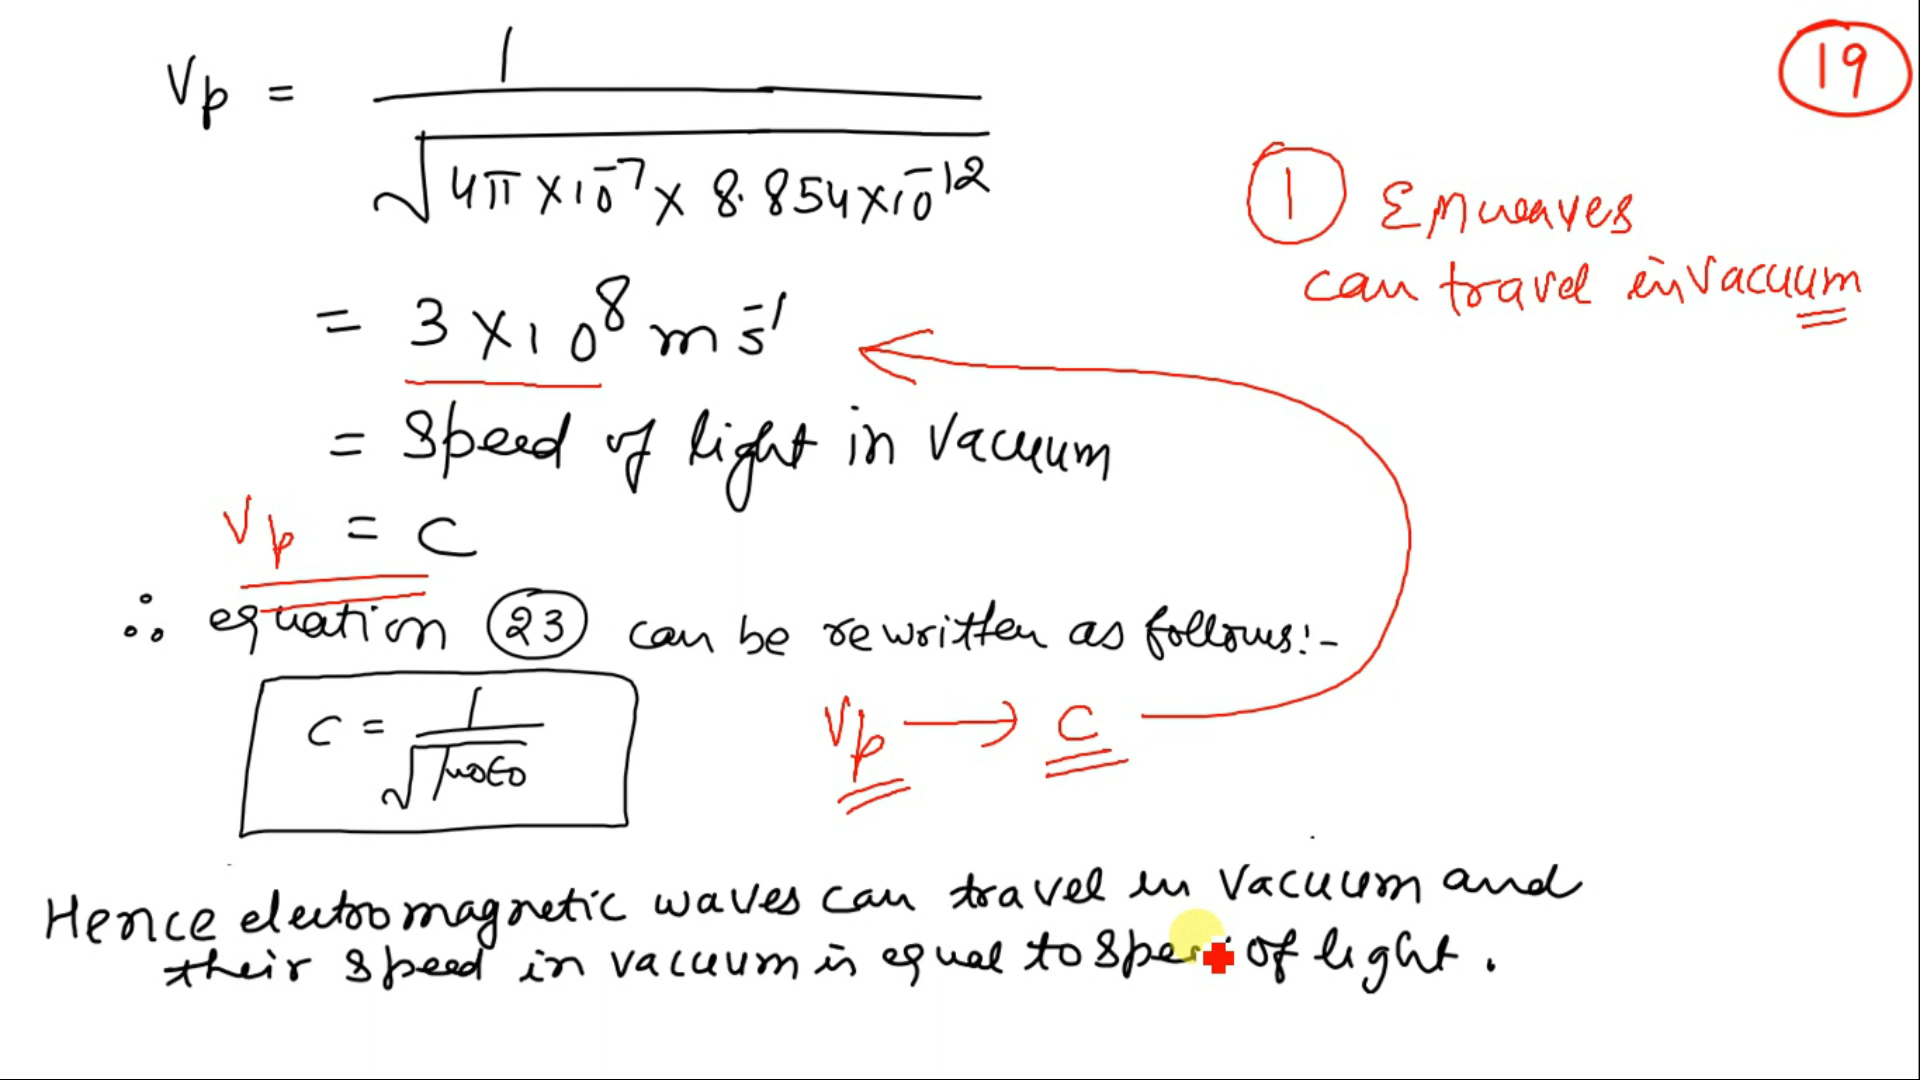 19
Vp = 1 / √(4π × 10⁻⁷ × 8.854 × 10⁻¹²)
① EM waves
can travel in vacuum
= 3 × 10⁸ m s⁻¹
= Speed of light in vacuum
Vp = C
∴ equation ㉓ can be rewritten as follows:-
C = 1 / √(μ₀ϵ₀)
Vp → C
Hence electromagnetic waves can travel in vacuum and
their speed in vacuum is equal to of light.